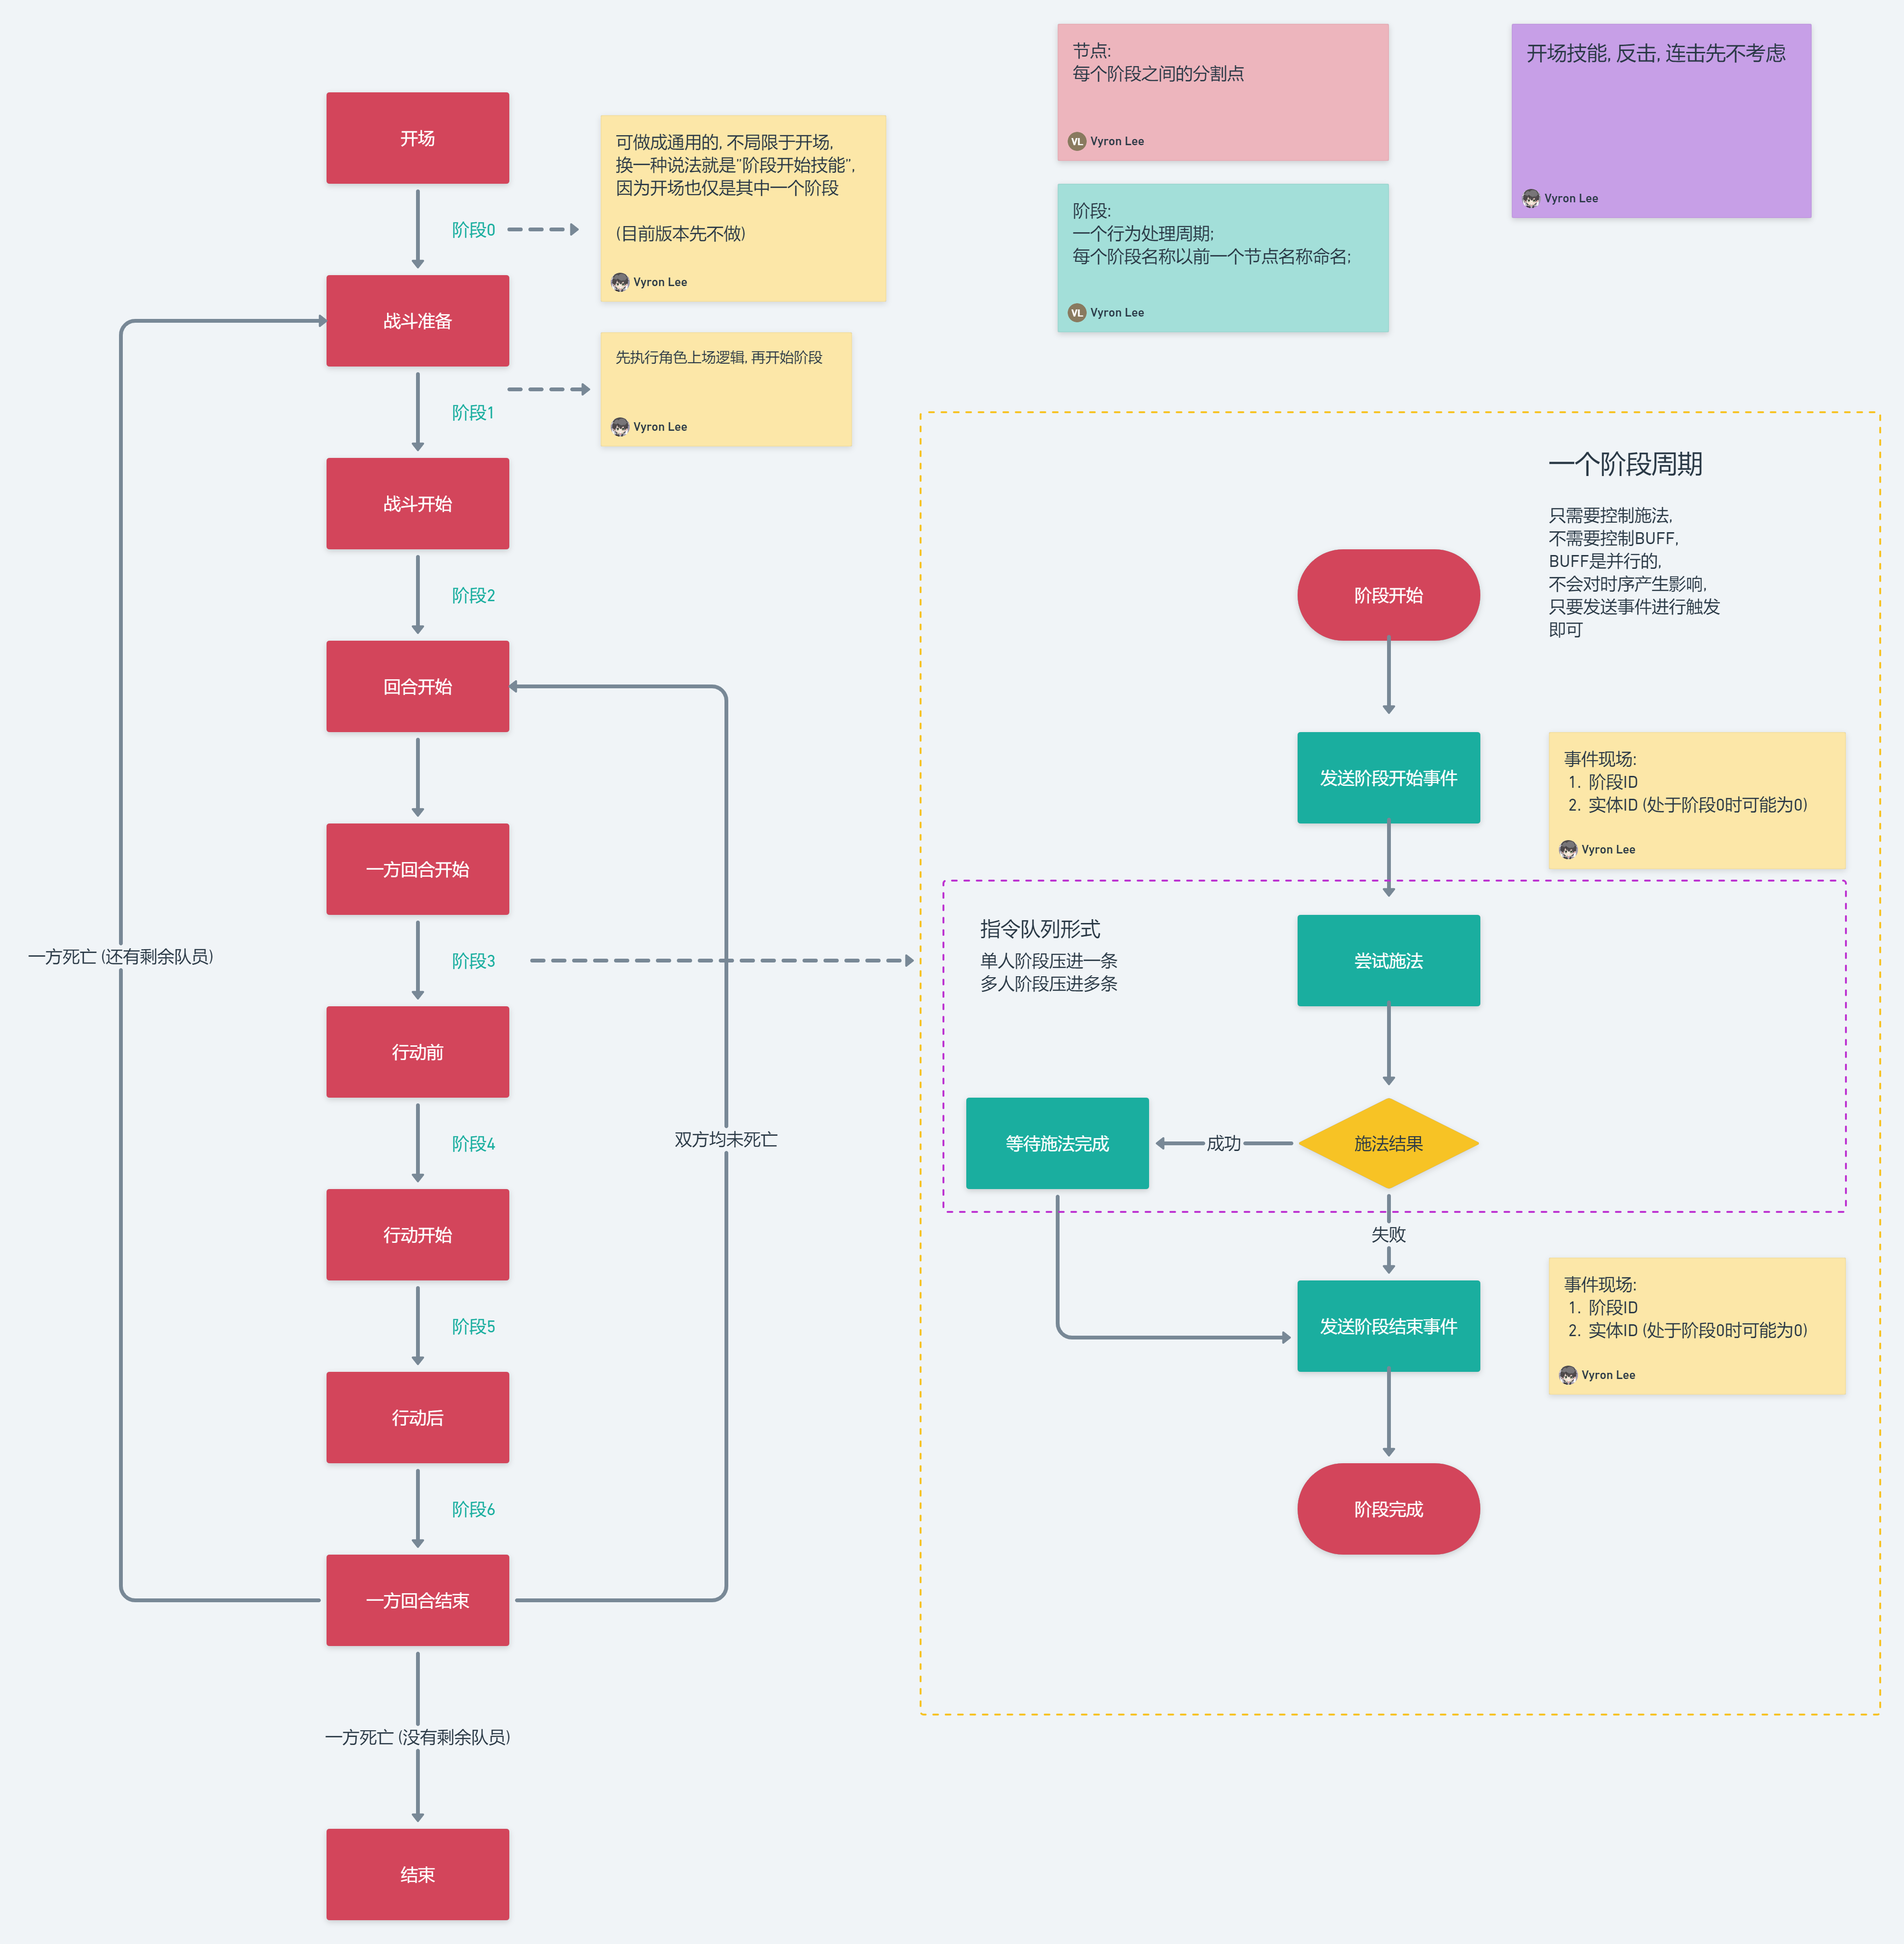 开场
阶段0
可做成通用的, 不局限于开场,
换一种说法就是"阶段开始技能",
因为开场也仅是其中一个阶段
(目前版本先不做)
Vyron Lee
战斗准备
阶段1
先执行角色上场逻辑, 再开始阶段
Vyron Lee
战斗开始
阶段2
回合开始
一方回合开始
一方死亡 (还有剩余队员)
阶段3
行动前
双方均未死亡
阶段4
行动开始
阶段5
行动后
阶段6
一方回合结束
一方死亡 (没有剩余队员)
结束
节点:
每个阶段之间的分割点
VL
Vyron Lee
阶段:
一个行为处理周期;
每个阶段名称以前一个节点名称命名;
VL
Vyron Lee
开场技能, 反击, 连击先不考虑
Vyron Lee
一个阶段周期
只需要控制施法,
不需要控制BUFF,
BUFF是并行的,
不会对时序产生影响,
只要发送事件进行触发
即可
阶段开始
发送阶段开始事件
事件现场:
1. 阶段ID
2. 实体ID (处于阶段0时可能为0)
Vyron Lee
指令队列形式
单人阶段压进一条
多人阶段压进多条
尝试施法
等待施法完成
成功
施法结果
失败
发送阶段结束事件
事件现场:
1. 阶段ID
2. 实体ID (处于阶段0时可能为0)
Vyron Lee
阶段完成